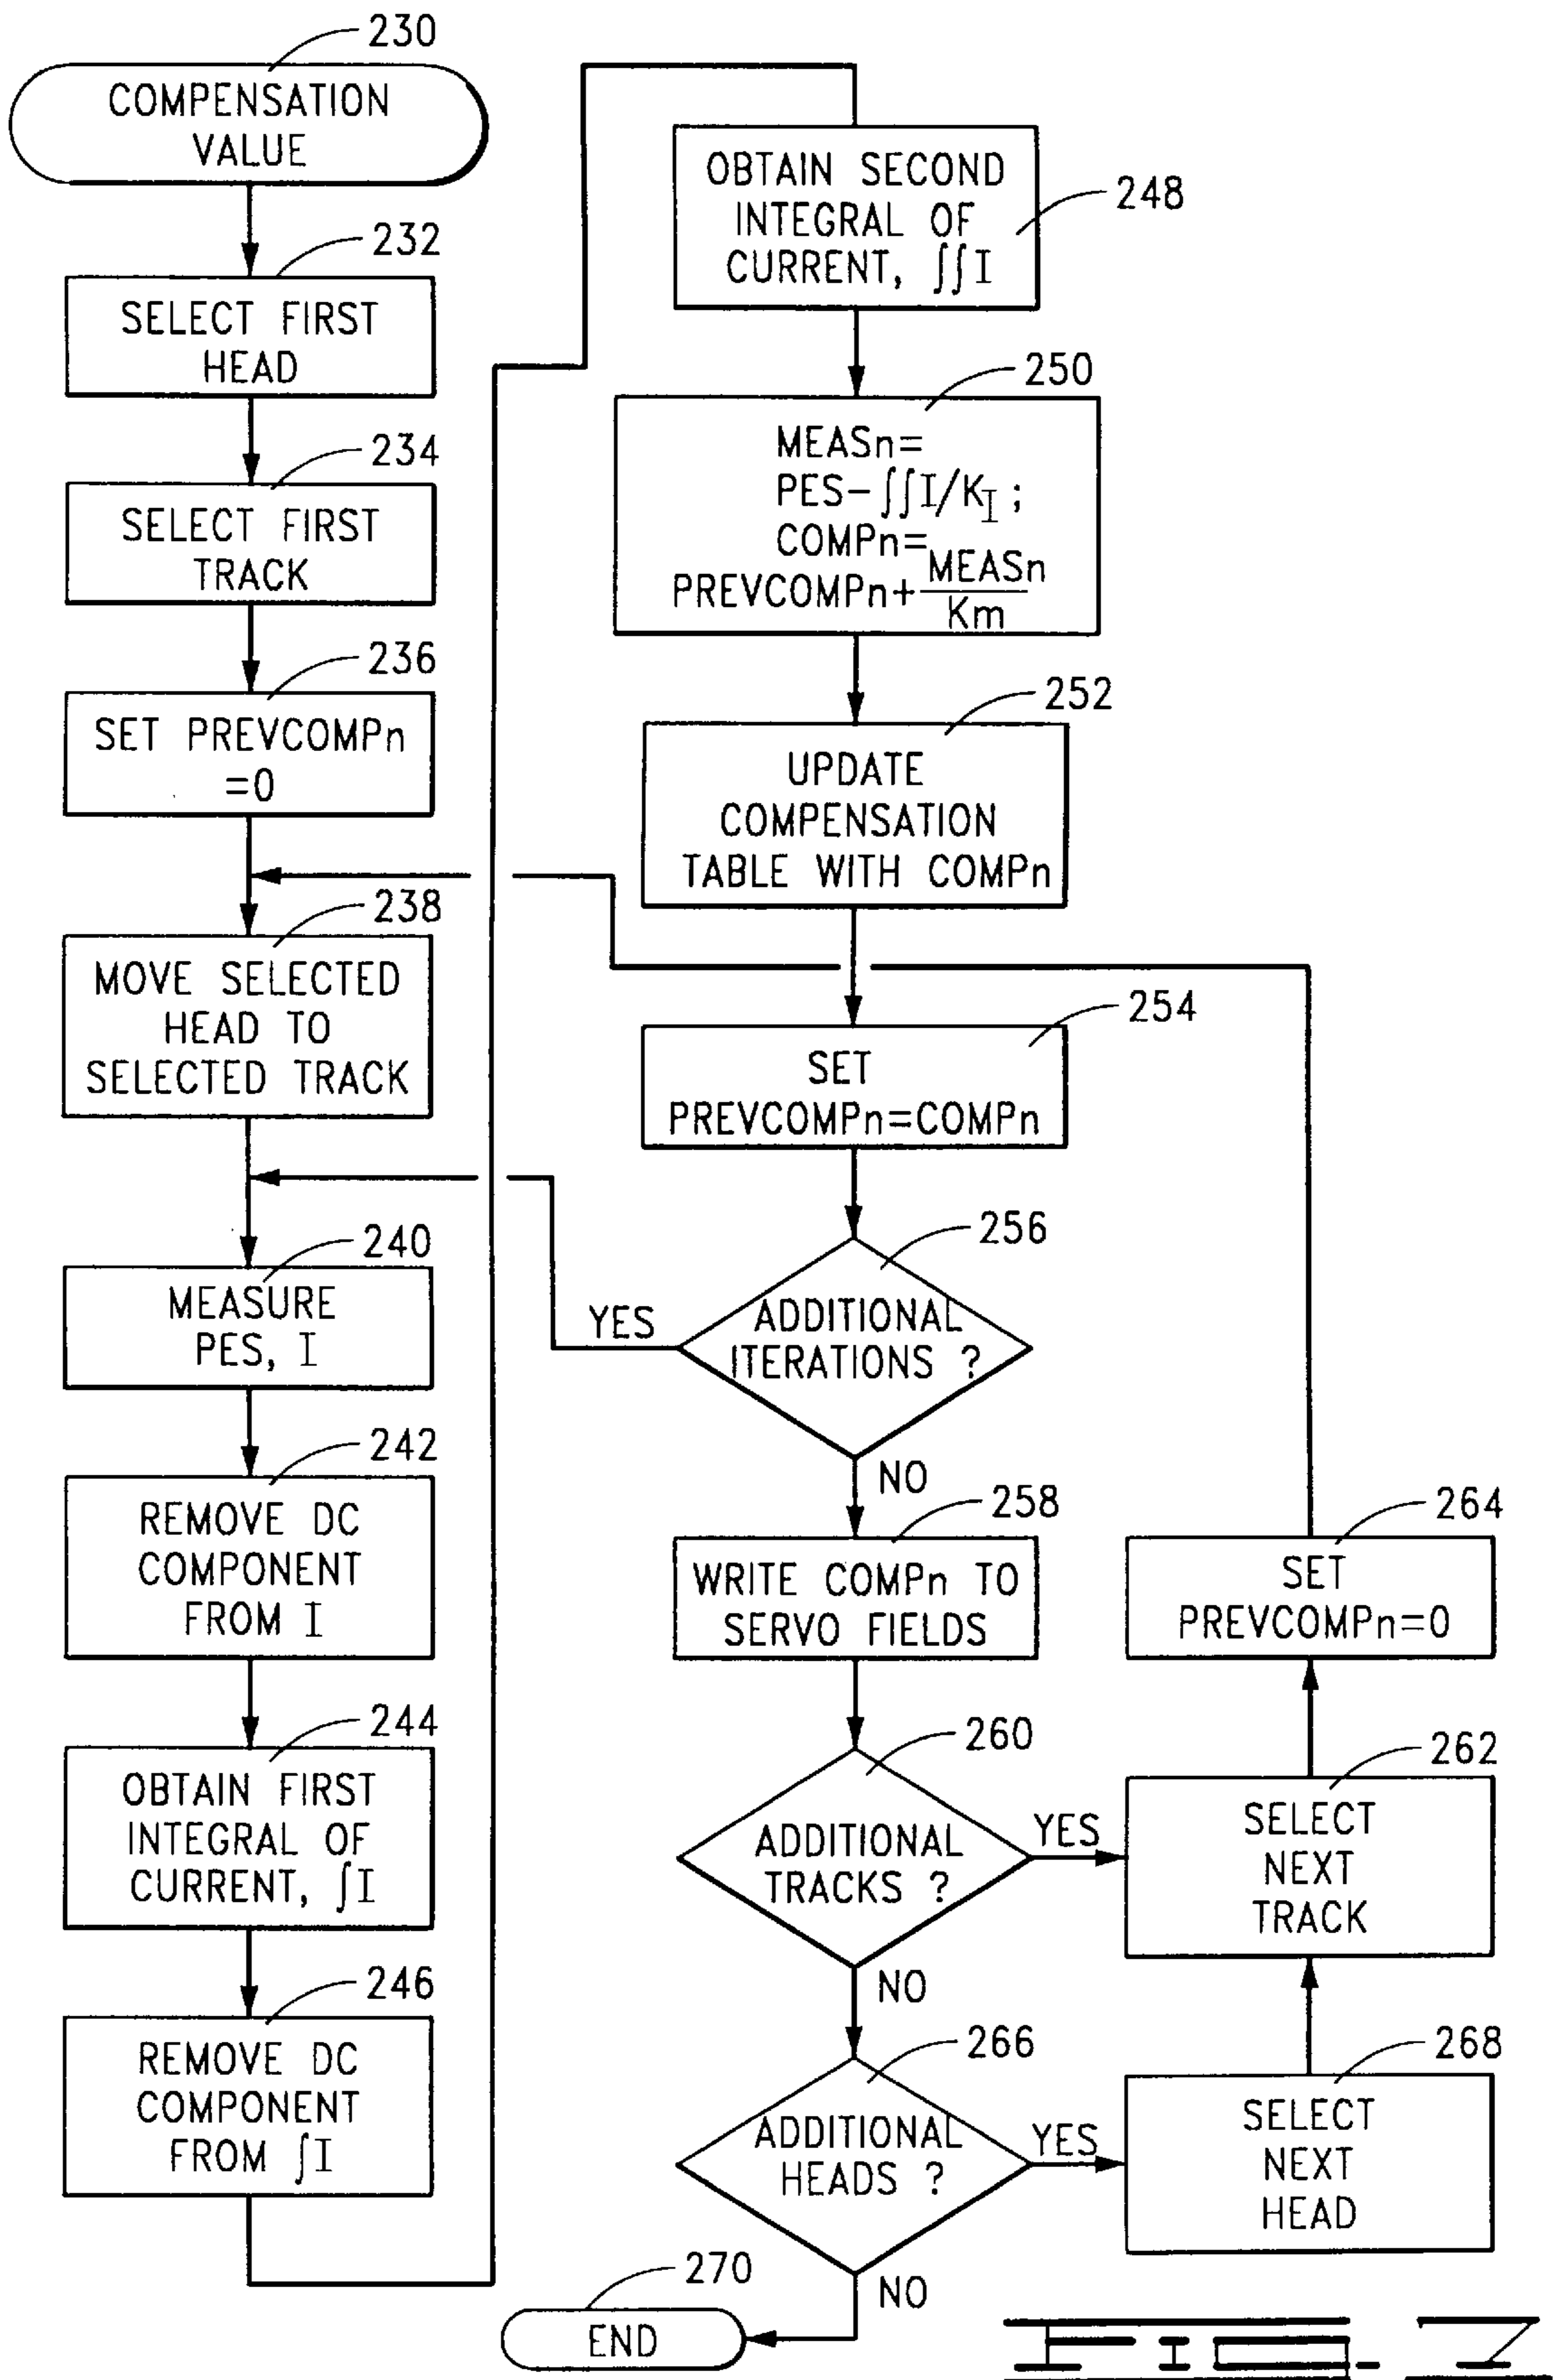 230
COMPENSATION
VALUE
232
SELECT FIRST
HEAD
234
SELECT FIRST
TRACK
236
SET PREVCOMPn
=0
238
MOVE SELECTED
HEAD TO
SELECTED TRACK
240
MEASURE
PES, I
242
REMOVE DC
COMPONENT
FROM I
244
OBTAIN FIRST
INTEGRAL OF
CURRENT, ∫I
246
REMOVE DC
COMPONENT
FROM ∫I
248
OBTAIN SECOND
INTEGRAL OF
CURRENT, ∫∫I
250
MEASn=
PES-∫∫I/K_I ;
COMPn=
PREVCOMPn+MEASn/Km
252
UPDATE
COMPENSATION
TABLE WITH COMPn
254
SET
PREVCOMPn=COMPn
256
ADDITIONAL
ITERATIONS ?
YES
NO
258
WRITE COMPn TO
SERVO FIELDS
260
ADDITIONAL
TRACKS ?
YES
NO
262
SELECT
NEXT
TRACK
264
SET
PREVCOMPn=0
266
ADDITIONAL
HEADS ?
YES
NO
268
SELECT
NEXT
HEAD
270
END
FIG. 7